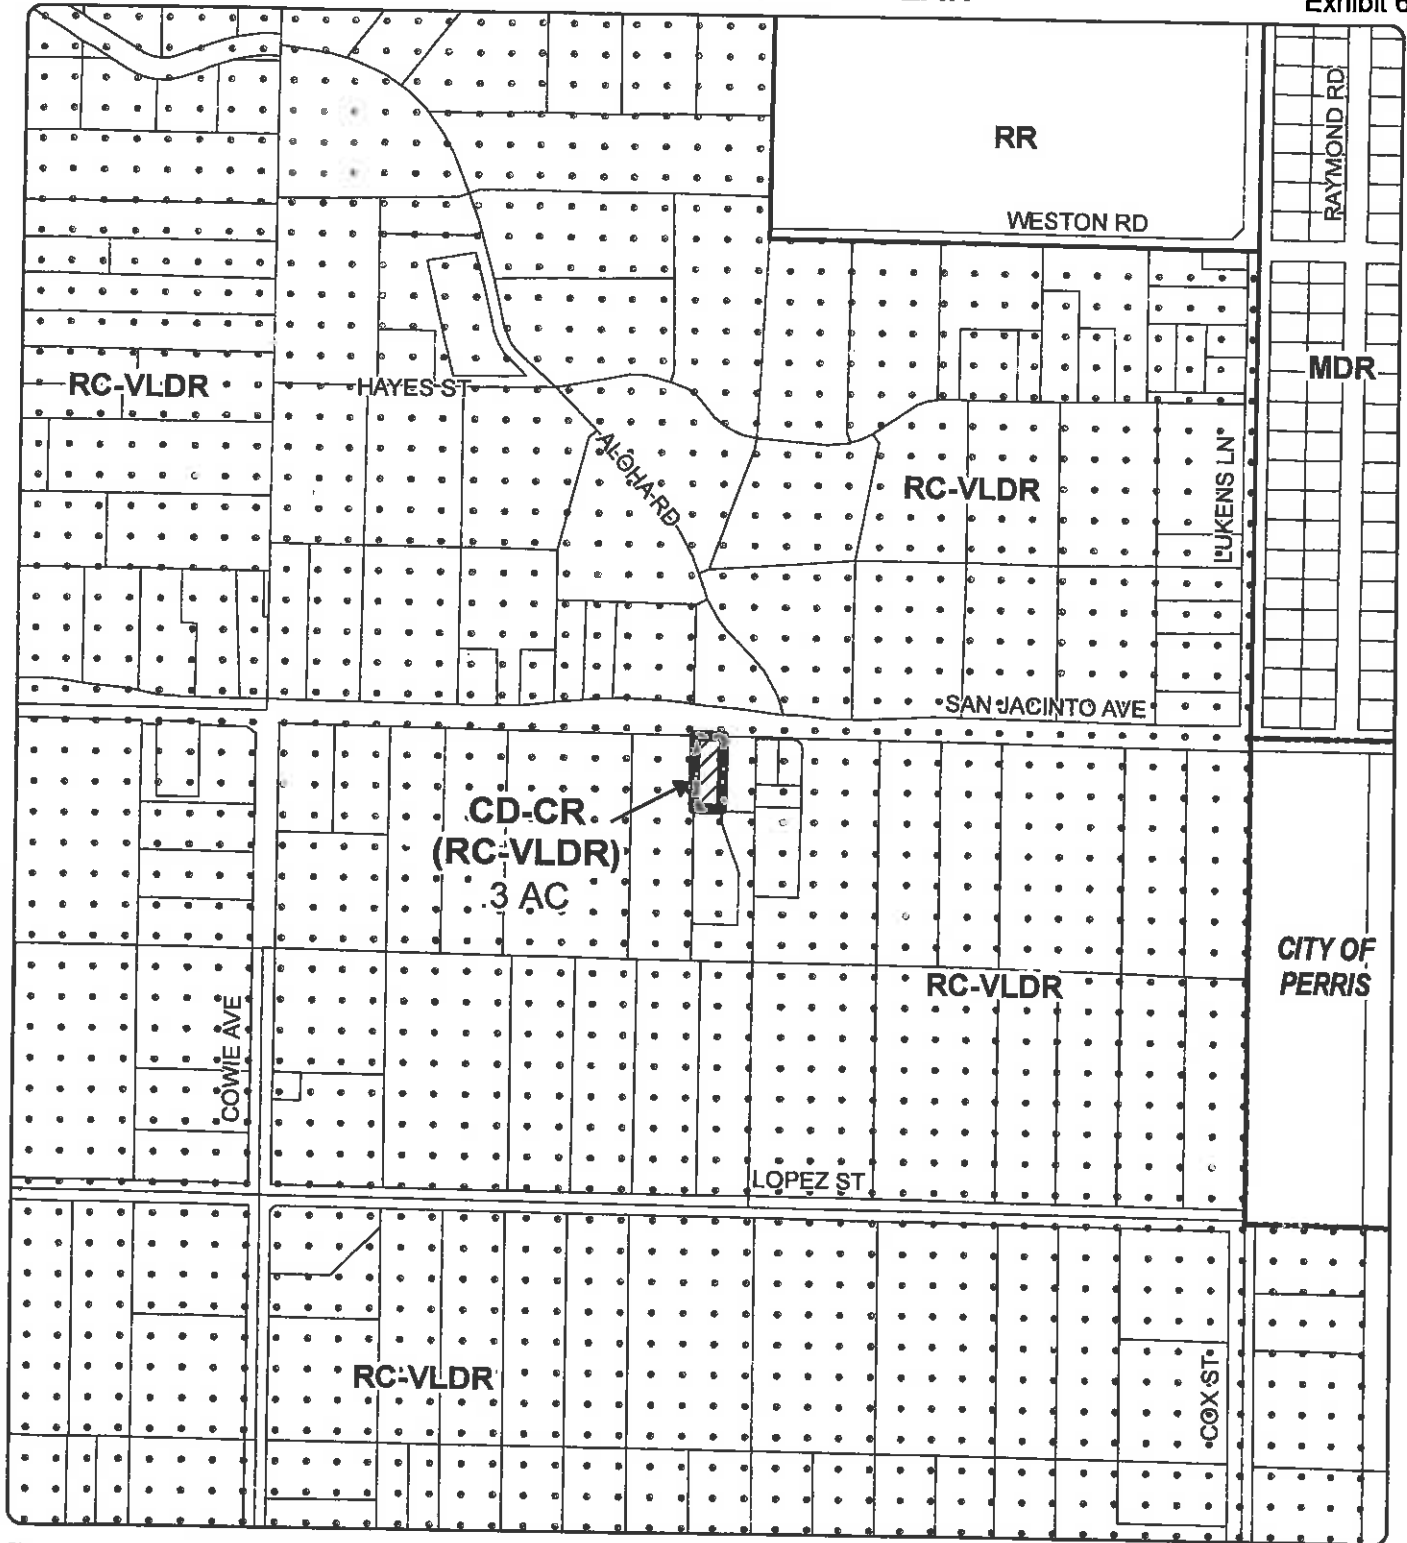 Exhibit 6
RR
RAYMOND RD
WESTON RD
RC-VLDR
HAYES ST
MDR
ALOHA RD
RC-VLDR
LUKENS LN
SAN JACINTO AVE
CD-CR
(RC-VLDR)
.3 AC
CITY OF
PERRIS
RC-VLDR
COWIE AVE
LOPEZ ST
RC-VLDR
COX ST